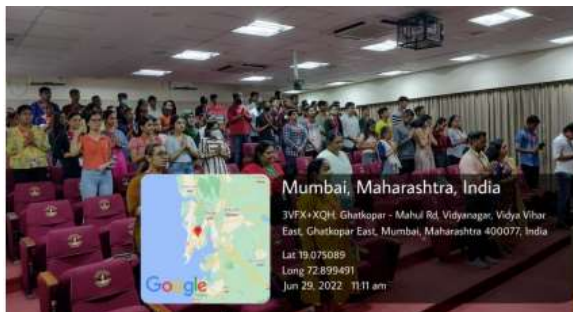 Mumbai, Maharashtra, India
3VFX+XQH, Ghatkopar - Mahul Rd, Vidyanagar, Vidya Vihar
East, Ghatkopar East, Mumbai, Maharashtra 400077, India
Lat 19.075089
Long 72.899491
Jun 29, 2022 11:11 am
Google